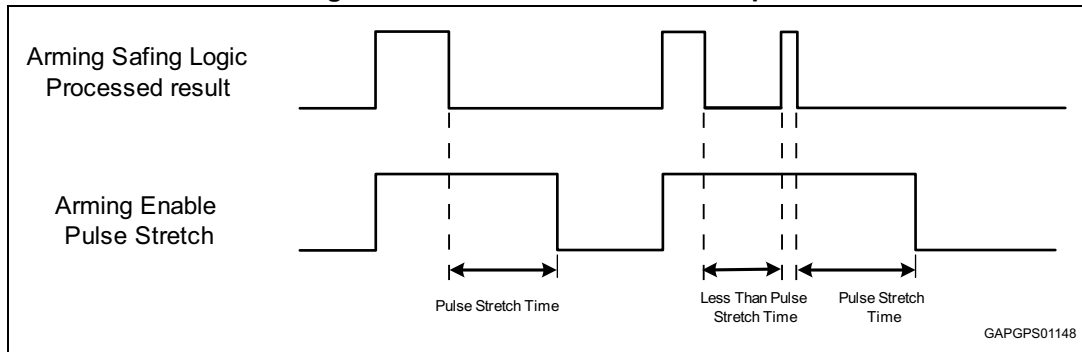 Arming Safing Logic
Processed result
Arming Enable
Pulse Stretch
Pulse Stretch Time
Less Than Pulse
Stretch Time
Pulse Stretch
Time
GAPGPS01148